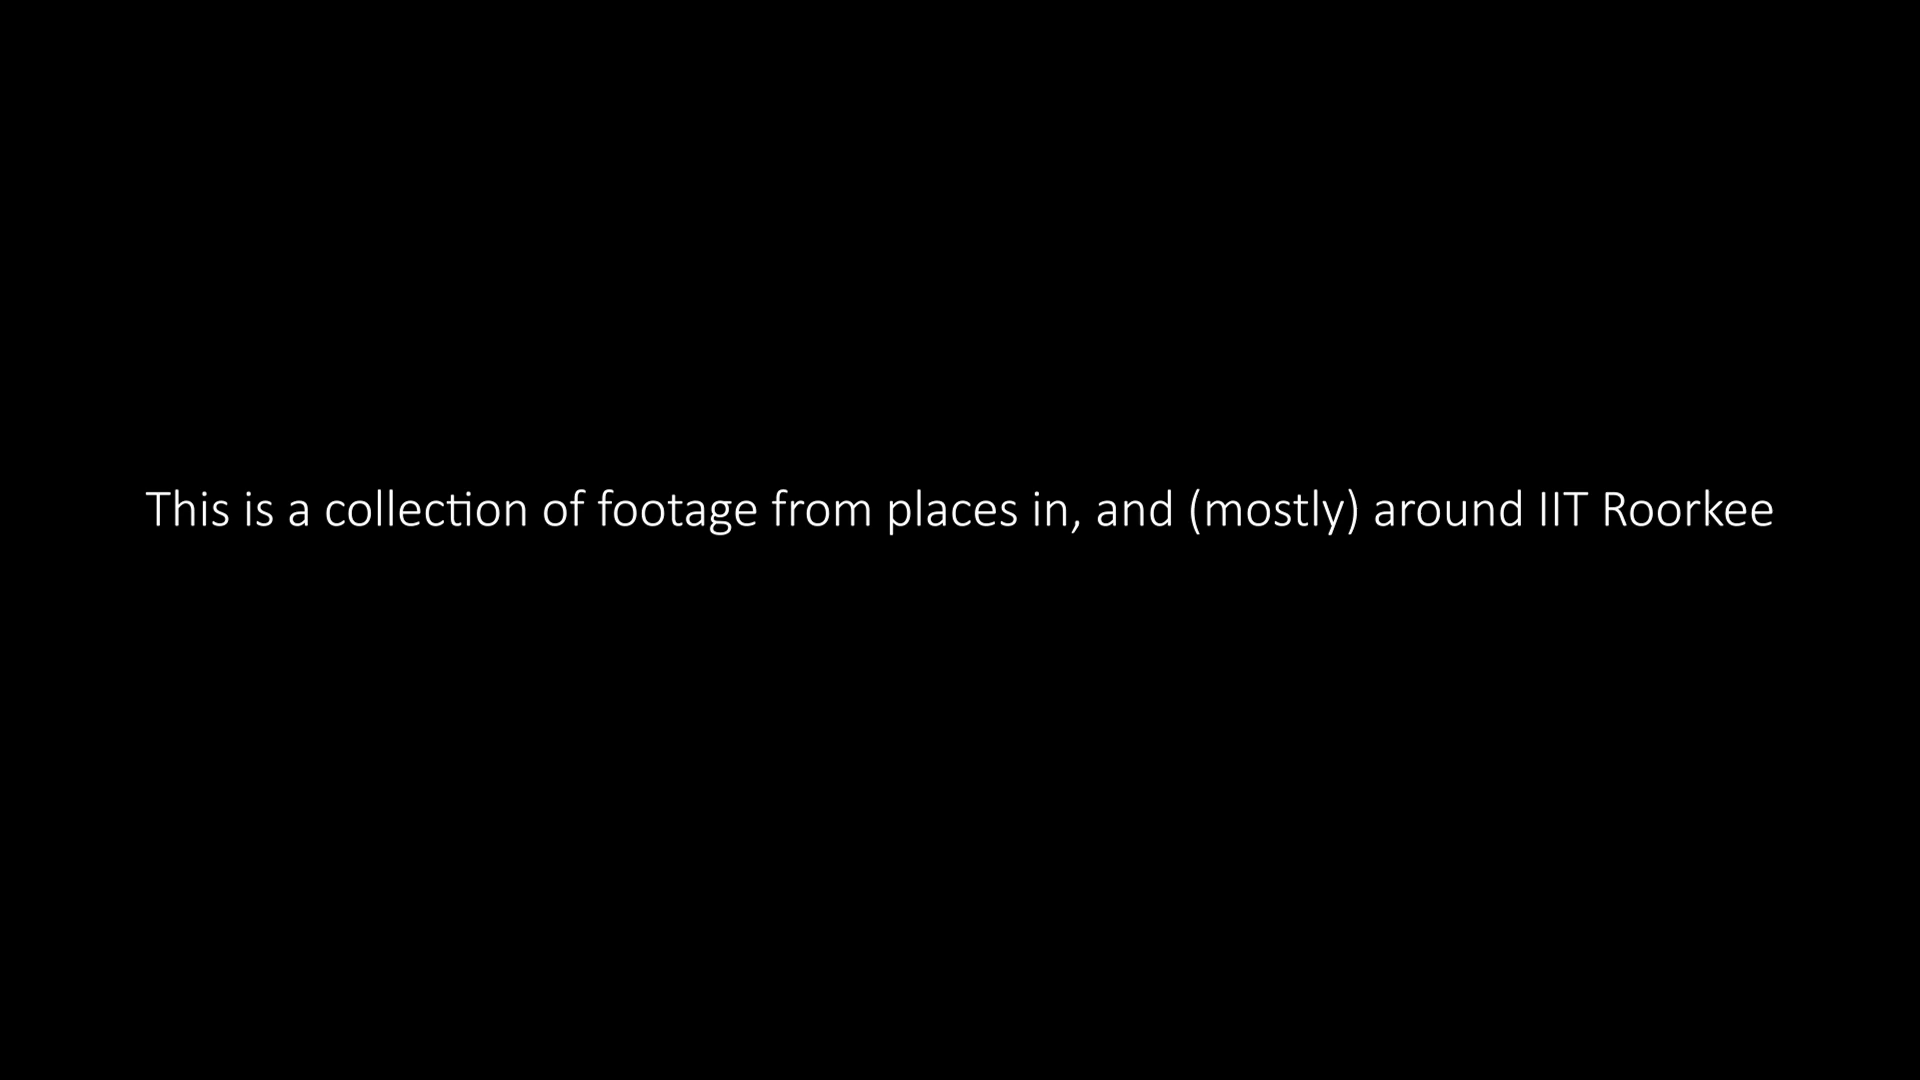 This is a collection of footage from places in, and (mostly) around IIT Roorkee